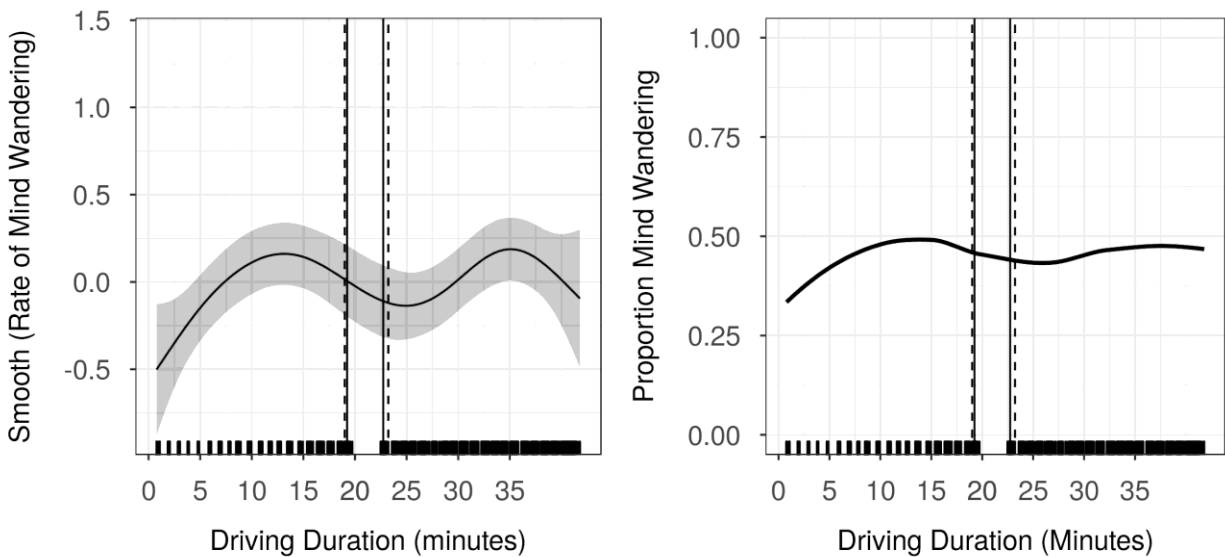 Smooth (Rate of Mind Wandering)
1.5
1.0
0.5
0.0
-0.5
0 5 10 15 20 25 30 35
Driving Duration (minutes)
Proportion Mind Wandering
1.00
0.75
0.50
0.25
0.00
0 5 10 15 20 25 30 35
Driving Duration (Minutes)